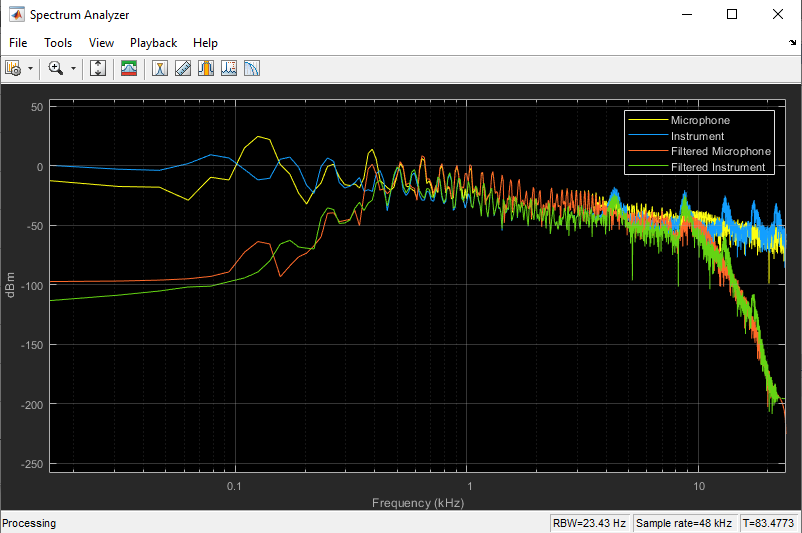 Spectrum Analyzer
File Tools View Playback Help
50
0
-50
-100
-150
-200
-250
dBm
Microphone
Instrument
Filtered Microphone
Filtered Instrument
0.1 1 10
Frequency (kHz)
Processing RBW=23.43 Hz Sample rate=48 kHz T=83.4773